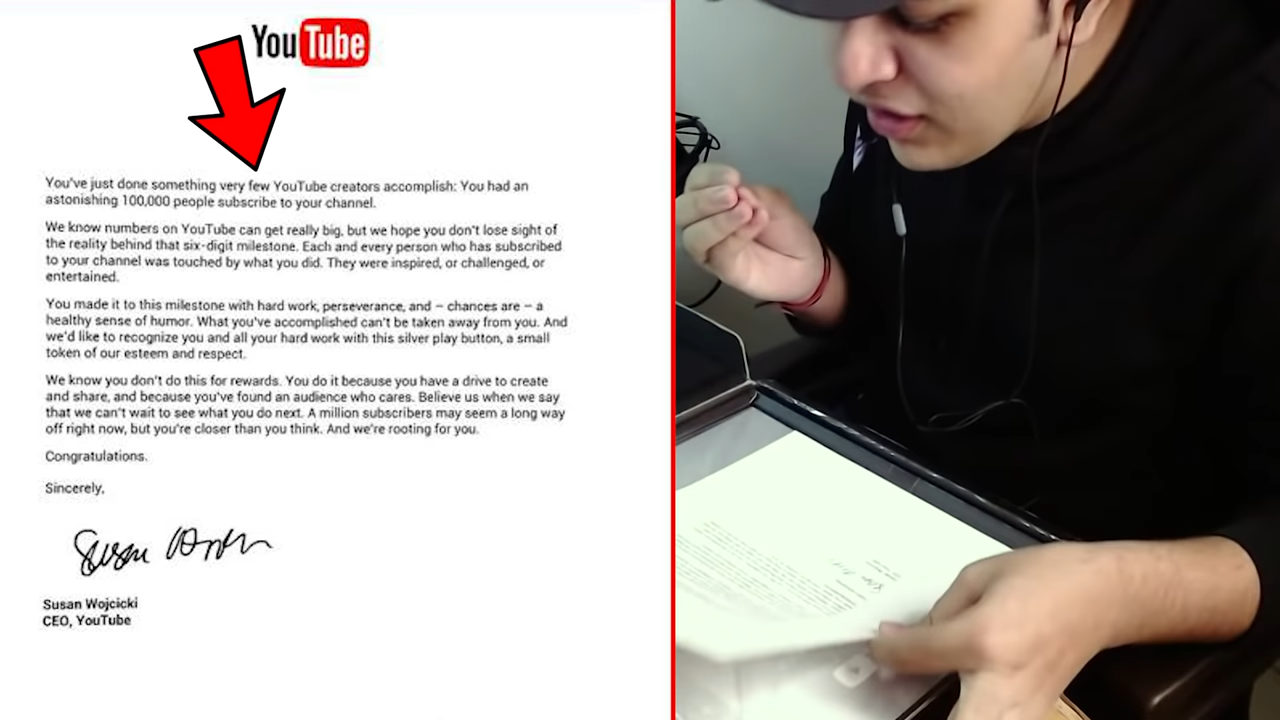 YouTube
You've just done something very few YouTube creators accomplish: You had an
astonishing 100,000 people subscribe to your channel.
We know numbers on YouTube can get really big, but we hope you don't lose sight of
the reality behind that six-digit milestone. Each and every person who has subscribed
to your channel was touched by what you did. They were inspired, or challenged, or
entertained.
You made it to this milestone with hard work, perseverance, and – chances are – a
healthy sense of humor. What you've accomplished can't be taken away from you. And
we'd like to recognize you and all your hard work with this silver play button, a small
token of our esteem and respect.
We know you don't do this for rewards. You do it because you have a drive to create
and share, and because you've found an audience who cares. Believe us when we say
that we can't wait to see what you do next. A million subscribers may seem a long way
off right now, but you're closer than you think. And we're rooting for you.
Congratulations.
Sincerely,
Susan Wojcicki
CEO, YouTube